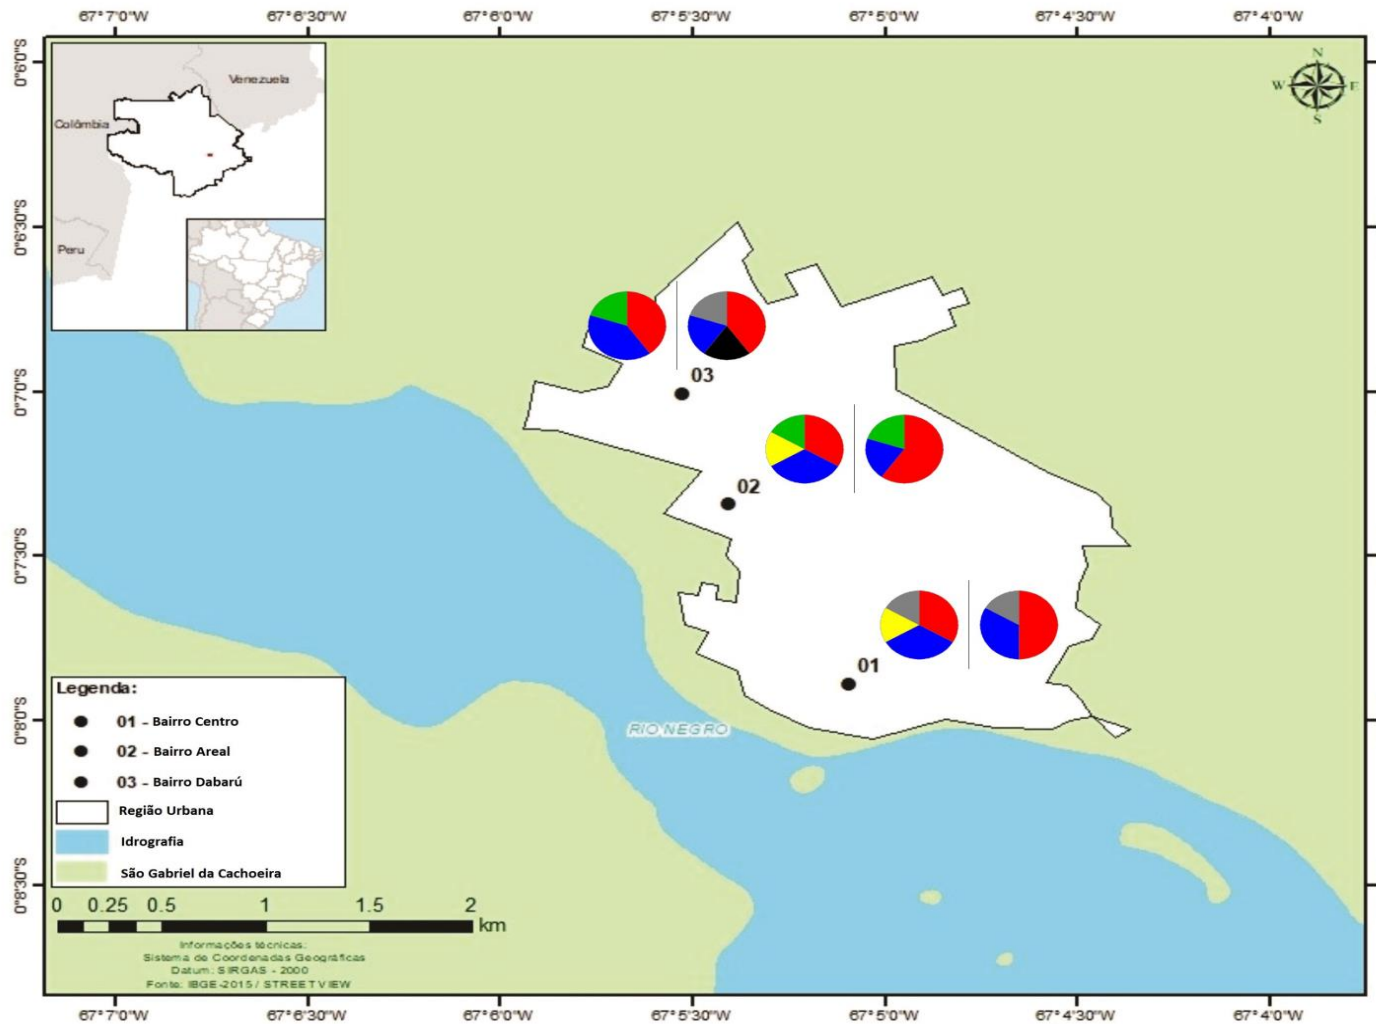 67°7'0"W 67°6'30"W 67°6'0"W 67°5'30"W 67°5'0"W 67°4'30"W 67°4'0"W
0°6'0"S
0°6'30"S
0°7'0"S
0°7'30"S
0°8'0"S
0°8'30"S
Venezuela
Colômbia
Peru
N
W E
S
03
02
01
RIO NEGRO
Legenda:
01 - Bairro Centro
02 - Bairro Areal
03 - Bairro Dabarú
Região Urbana
Idrografia
São Gabriel da Cachoeira
0 0.25 0.5 1 1.5 2
km
Informações técnicas:
Sistema de Coordenadas Geográficas
Datum: SIRGAS - 2000
Fonte: IBGE-2015 / STREET VIEW
67°7'0"W 67°6'30"W 67°6'0"W 67°5'30"W 67°5'0"W 67°4'30"W 67°4'0"W